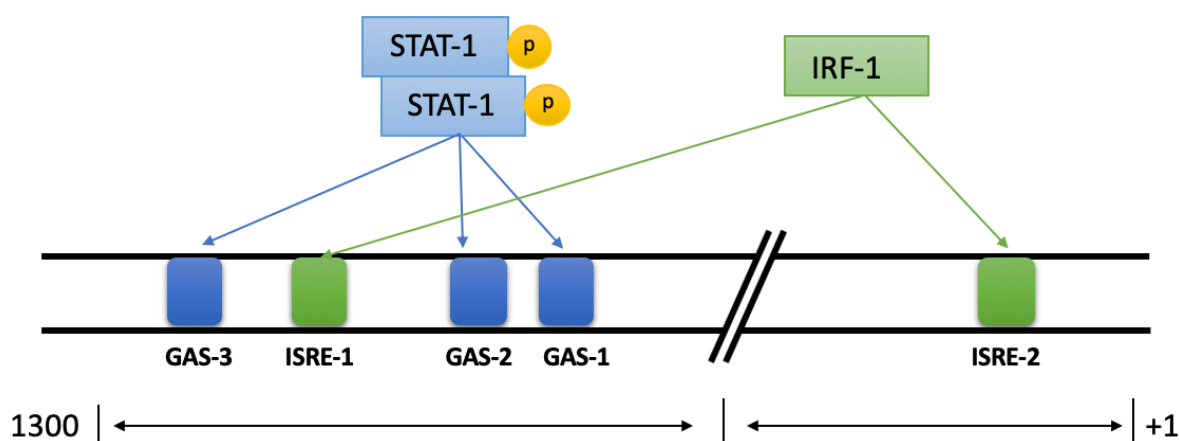 STAT-1 p
STAT-1 p
IRF-1
GAS-3 ISRE-1 GAS-2 GAS-1 ISRE-2
1300 +1